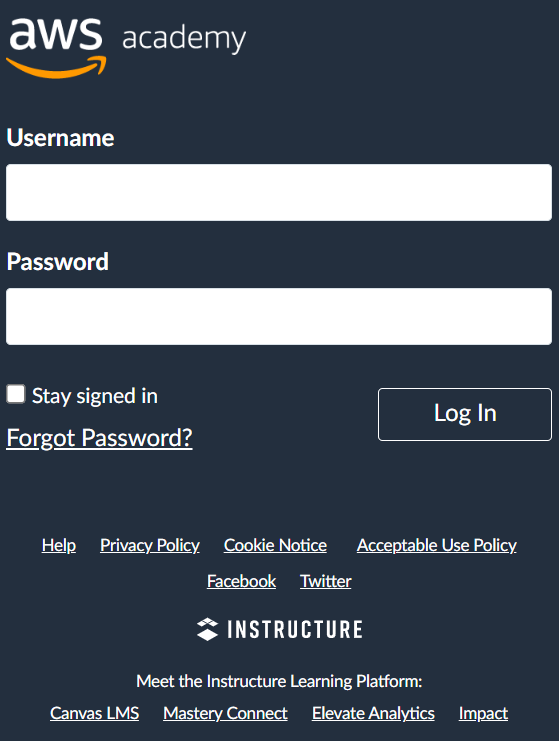 aws academy
Username
Password
Stay signed in
Log In
Forgot Password?
Help Privacy Policy Cookie Notice Acceptable Use Policy
Facebook Twitter
INSTRUCTURE
Meet the Instructure Learning Platform:
Canvas LMS Mastery Connect Elevate Analytics Impact